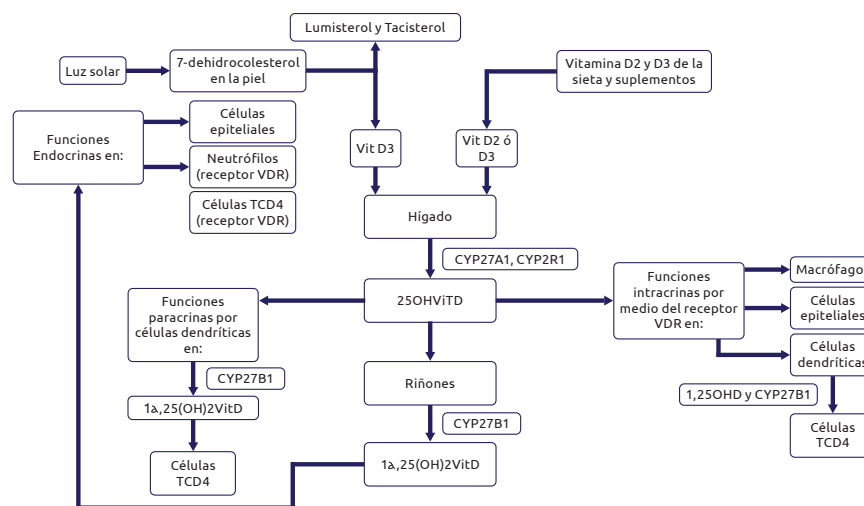 Lumisterol y Tacisterol
Luz solar
7-dehidrocolesterol
en la piel
Vitamina D2 y D3 de la
sieta y suplementos
Funciones
Endocrinas en:
Células
epiteliales
Neutrófilos
(receptor VDR)
Células TCD4
(receptor VDR)
Vit D3
Vit D2 ó
D3
Hígado
CYP27A1, CYP2R1
25OHViTD
Funciones
intracrinas por
medio del receptor
VDR en:
Macrófago
Células
epiteliales
Células
dendríticas
1,25OHD y CYP27B1
Células
TCD4
Funciones
paracrinas por
células dendríticas
en:
CYP27B1
1ಎ,25(OH)2VitD
Células
TCD4
Riñones
CYP27B1
1ಎ,25(OH)2VitD